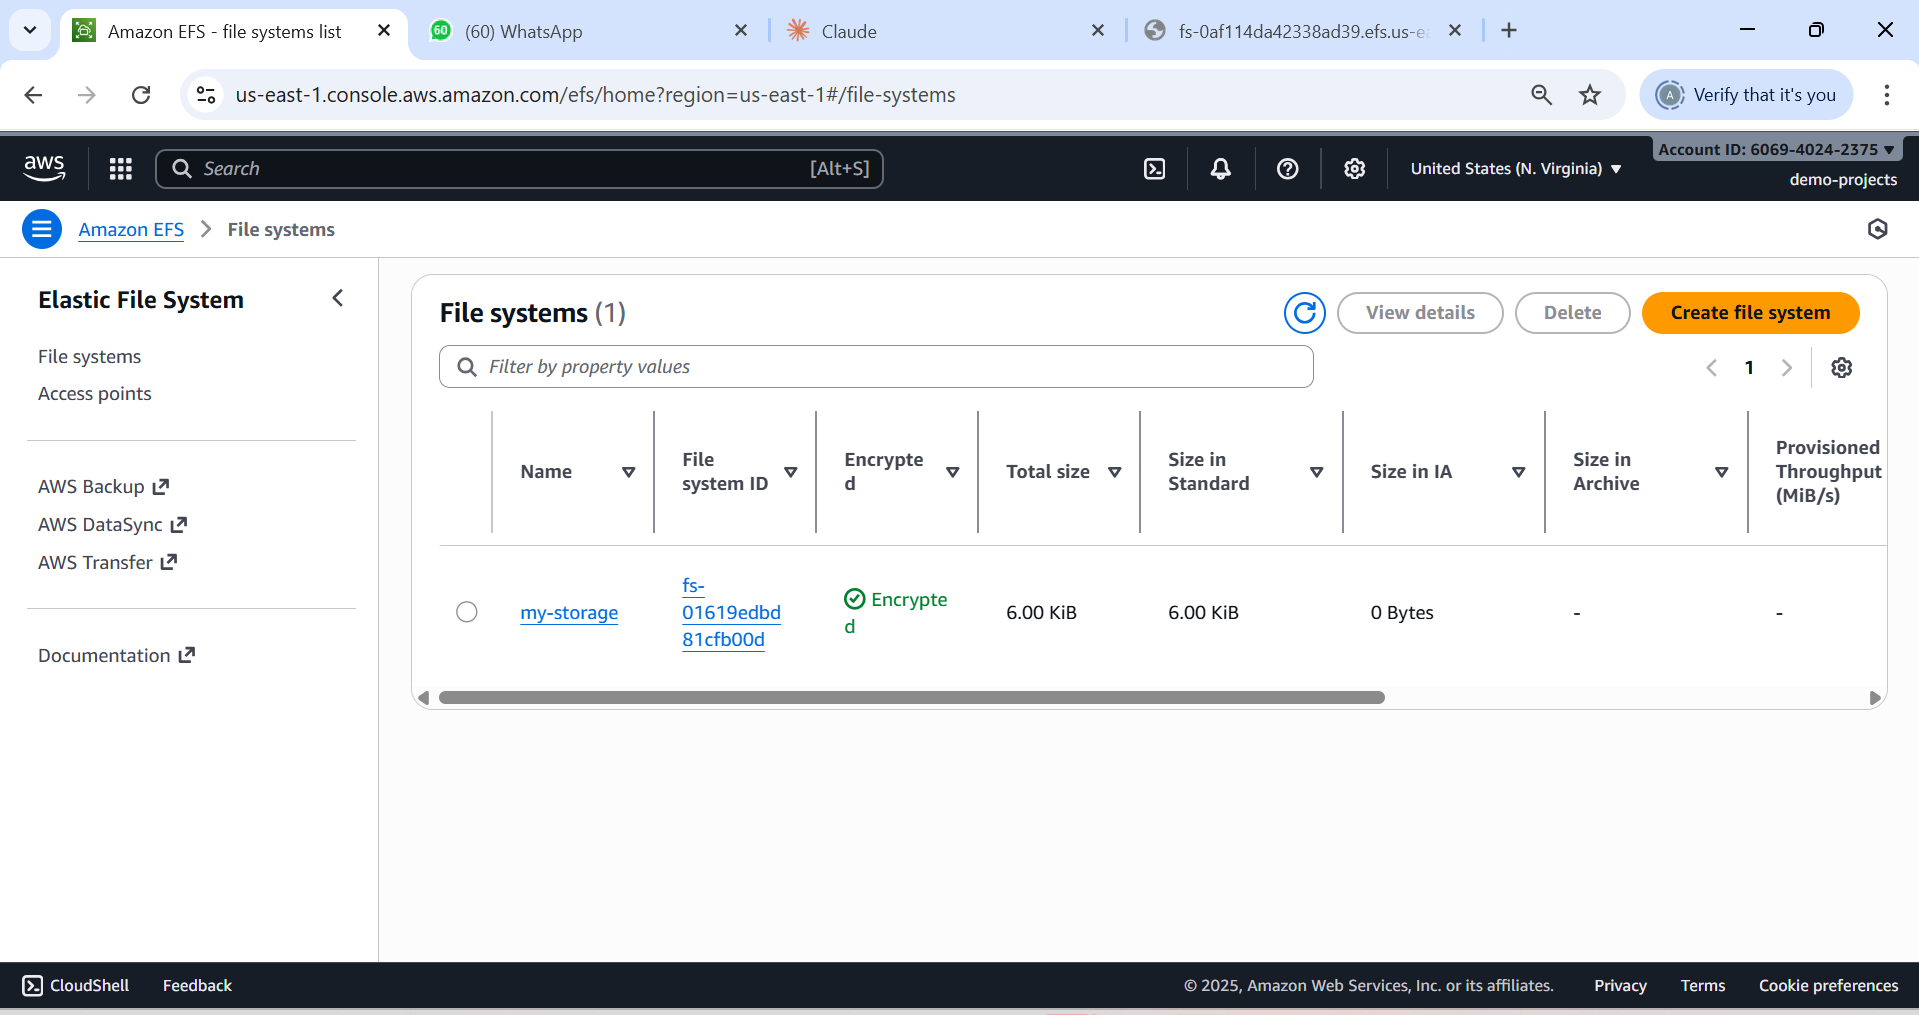 Amazon EFS - file systems list
60
(60) WhatsApp
Claude
fs-0af114da42338ad39.efs.us-ea
us-east-1.console.aws.amazon.com/efs/home?region=us-east-1#/file-systems
A
Verify that it's you
aws
Search
[Alt+S]
United States (N. Virginia)
Account ID: 6069-4024-2375
demo-projects
Amazon EFS
File systems
Elastic File System
File systems
Access points
AWS Backup
AWS DataSync
AWS Transfer
Documentation
File systems (1)
View details
Delete
Create file system
Filter by property values
1
Name
File
system ID
Encrypte
d
Total size
Size in
Standard
Size in IA
Size in
Archive
Provisioned
Throughput
(MiB/s)
my-storage
fs-
01619edbd
81cfb00d
Encrypte
d
6.00 KiB
6.00 KiB
0 Bytes
-
-
CloudShell
Feedback
© 2025, Amazon Web Services, Inc. or its affiliates.
Privacy
Terms
Cookie preferences